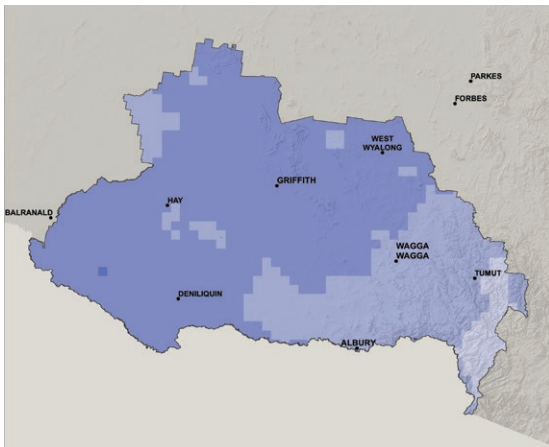 PARKES
FORBES
WEST
WYALONG
GRIFFITH
HAY
BALRANALD
WAGGA
WAGGA
TUMUT
DENILIQUIN
ALBURY